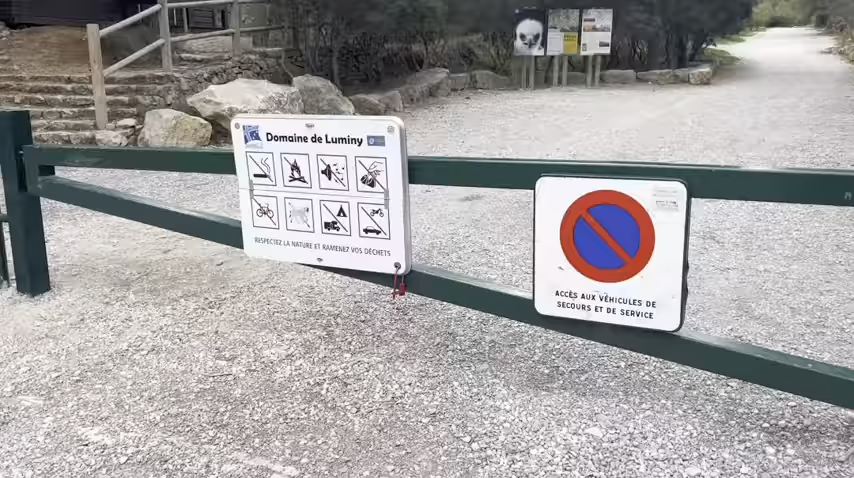 Domaine de Luminy
RESPECTEZ LA NATURE ET RAMENEZ VOS DÉCHETS
ACCÈS AUX VÉHICULES DE
SECOURS ET DE SERVICE